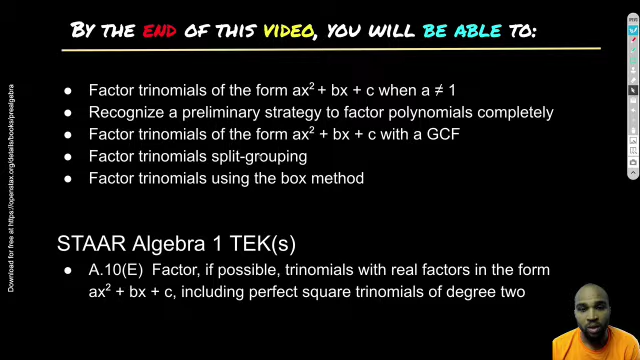 By the end of this video, you will be able to:
● Factor trinomials of the form ax² + bx + c when a ≠ 1
● Recognize a preliminary strategy to factor polynomials completely
● Factor trinomials of the form ax² + bx + c with a GCF
● Factor trinomials split-grouping
● Factor trinomials using the box method
STAAR Algebra 1 TEK(s)
● A.10(E) Factor, if possible, trinomials with real factors in the form
ax² + bx + c, including perfect square trinomials of degree two
Download for free at https://openstax.org/details/books/prealgebra